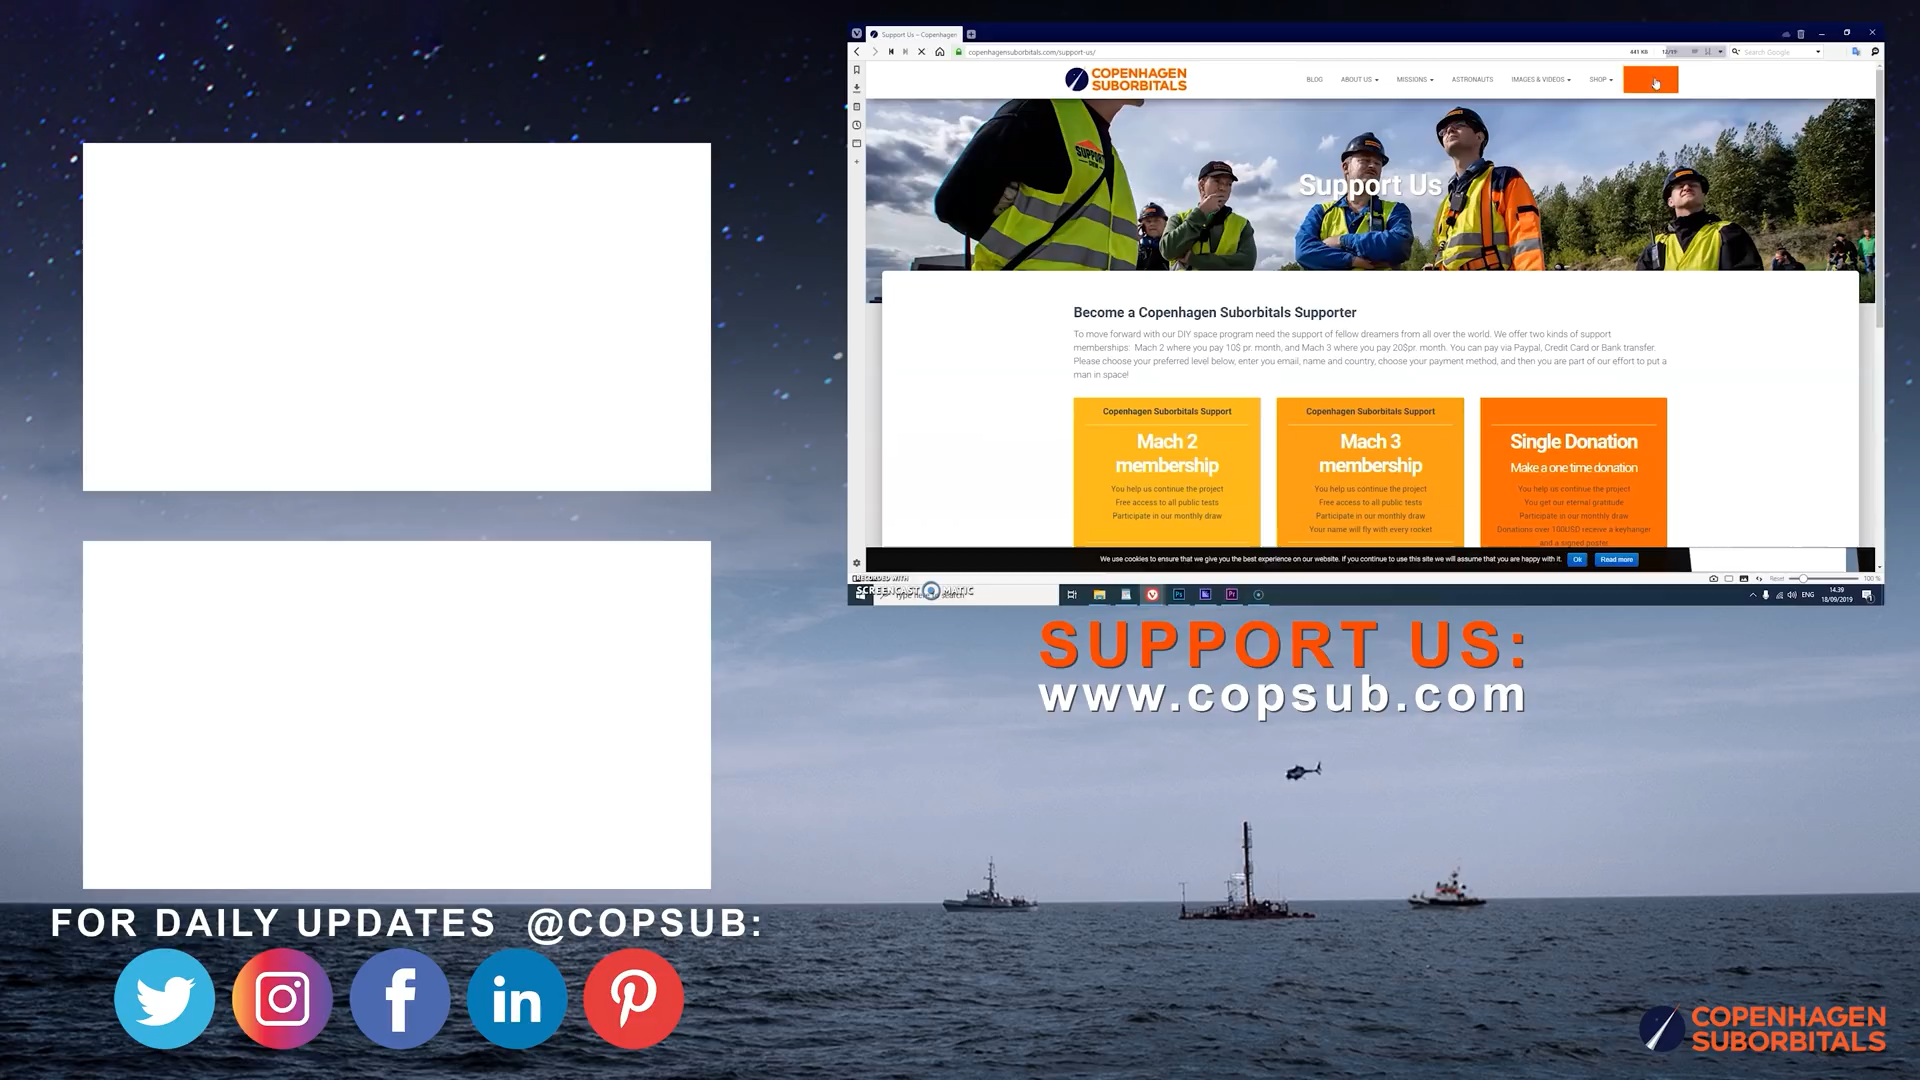 Support Us – Copenhagen
copenhagensuborbitals.com/support-us/
441 KB
Search Google
COPENHAGEN
SUBORBITALS
BLOG
ABOUT US
MISSIONS
ASTRONAUTS
IMAGES & VIDEOS
SHOP
SUPPORT
Support Us
Become a Copenhagen Suborbitals Supporter
To move forward with our DIY space program need the support of fellow dreamers from all over the world. We offer two kinds of support
memberships: Mach 2 where you pay 10$ pr. month, and Mach 3 where you pay 20$pr. month. You can pay via Paypal, Credit Card or Bank transfer.
Please choose your preferred level below, enter you email, name and country, choose your payment method, and then you are part of our effort to put a
man in space!
Copenhagen Suborbitals Support
Mach 2
membership
You help us continue the project
Free access to all public tests
Participate in our monthly draw
Copenhagen Suborbitals Support
Mach 3
membership
You help us continue the project
Free access to all public tests
Participate in our monthly draw
Your name will fly with every rocket
Single Donation
Make a one time donation
You help us continue the project
You get our eternal gratitude
Participate in our monthly draw
Donations over 100USD receive a keyhanger
and a signed poster
We use cookies to ensure that we give you the best experience on our website. If you continue to use this site we will assume that you are happy with it.
Ok
Read more
Reset
100 %
RECORDED WITH
SCREENCAST MATIC
Type here to search
ENG
14.39
18/09/2019
SUPPORT US:
www.copsub.com
FOR DAILY UPDATES @COPSUB:
COPENHAGEN
SUBORBITALS